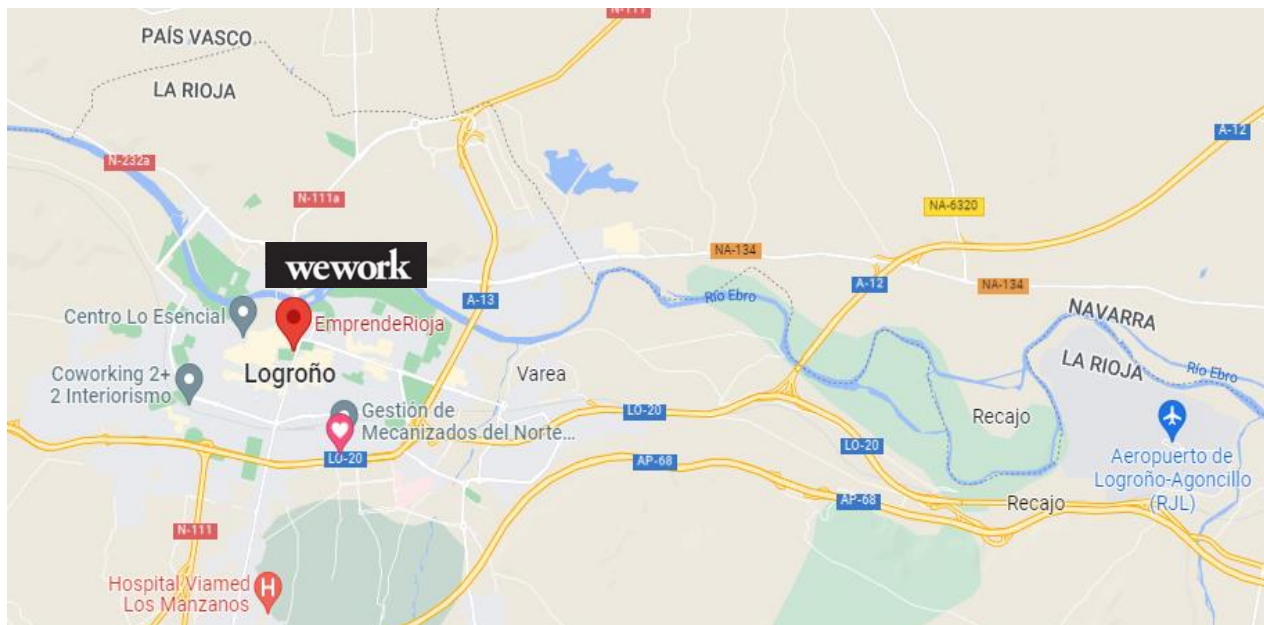 N-111
PAÍS VASCO
LA RIOJA
A-12
N-232a
N-111a
NA-6320
wework
NA-134
A-12
NA-134
A-13
Río Ebro
Centro Lo Esencial
EmprendeRioja
NAVARRA
LA RIOJA
Río Ebro
Logroño
Varea
Coworking 2+
2 Interiorismo
Gestión de
Mecanizados del Norte...
LO-20
Recajo
LO-20
LO-20
AP-68
Aeropuerto de
Logroño-Agoncillo
(RJL)
AP-68
Recajo
N-111
Hospital Viamed
Los Manzanos
H